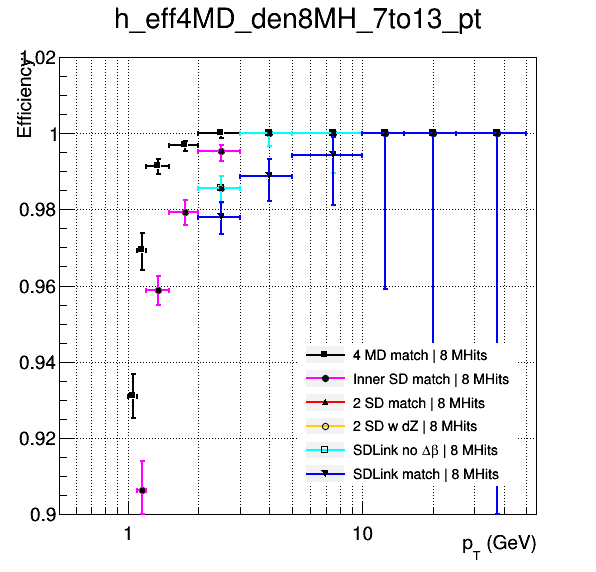 h_eff4MD_den8MH_7to13_pt
Efficiency
1.02
1
0.98
0.96
0.94
0.92
0.9
4 MD match | 8 MHits
Inner SD match | 8 MHits
2 SD match | 8 MHits
2 SD w dZ | 8 MHits
SDLink no Δβ | 8 MHits
SDLink match | 8 MHits
1
10
p_T (GeV)